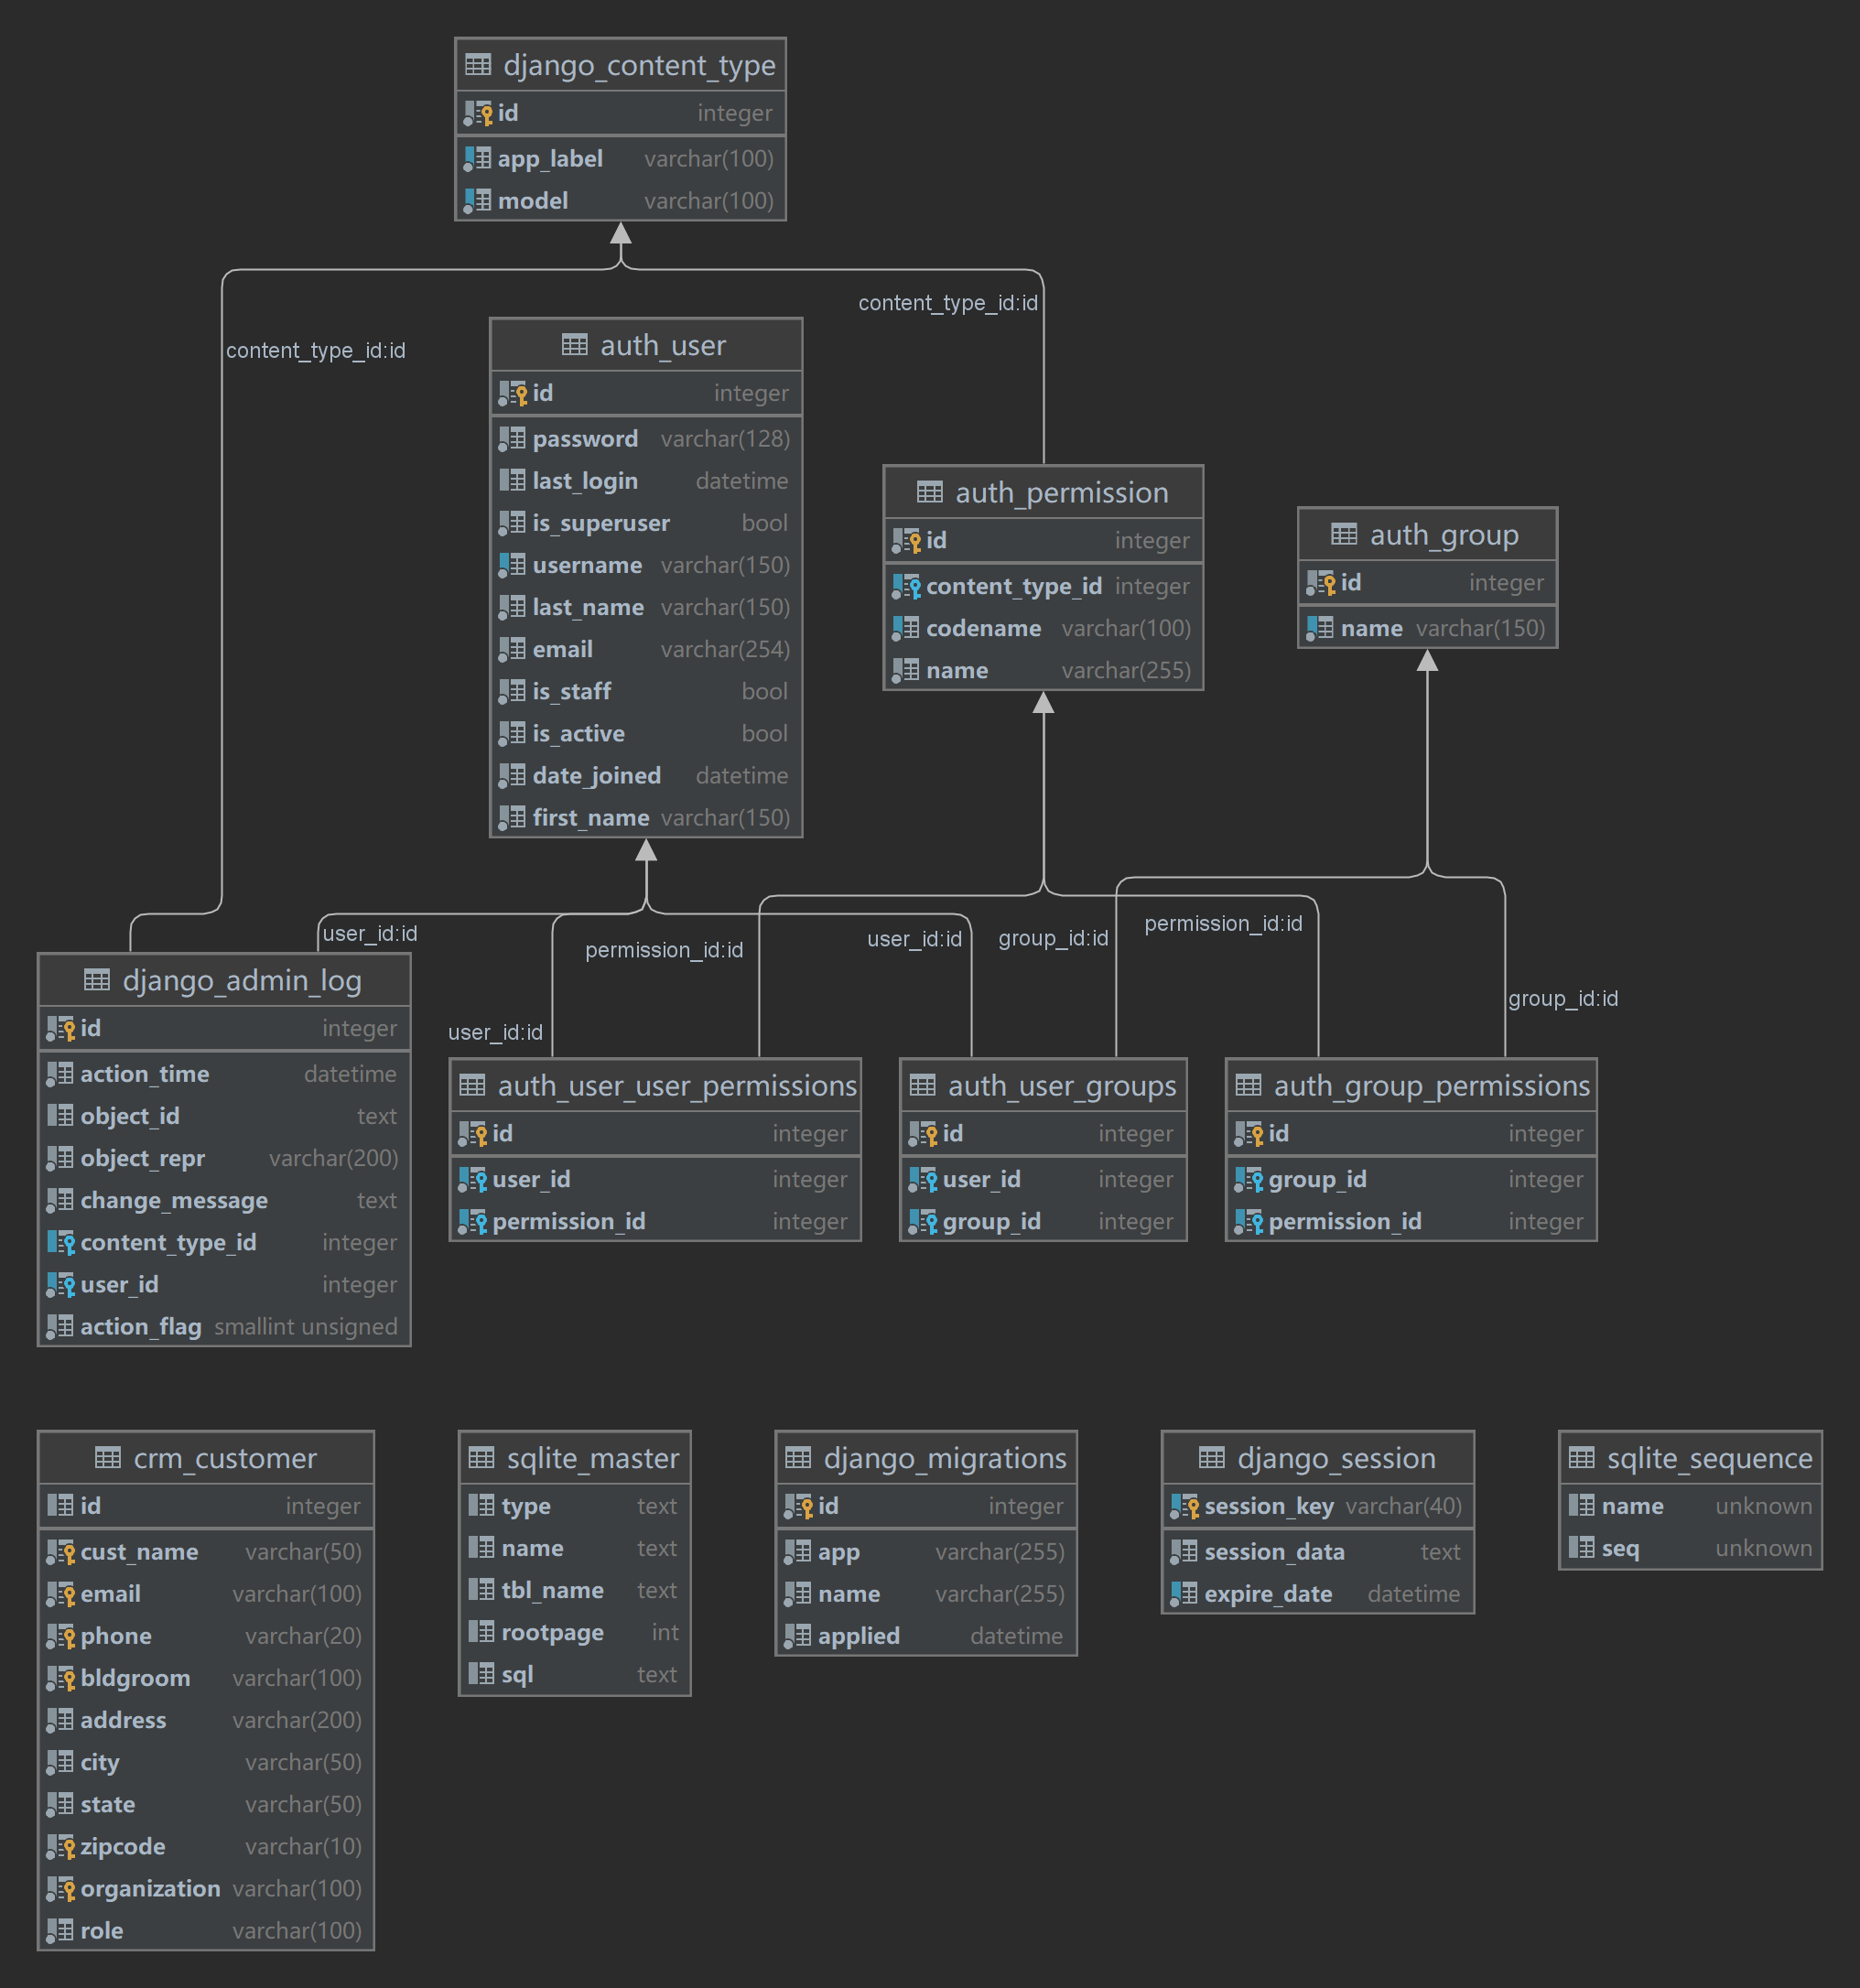 django_content_type
id integer
app_label varchar(100)
model varchar(100)
content_type_id:id
content_type_id:id
auth_user
id integer
password varchar(128)
last_login datetime
is_superuser bool
username varchar(150)
last_name varchar(150)
email varchar(254)
is_staff bool
is_active bool
date_joined datetime
first_name varchar(150)
auth_permission
id integer
content_type_id integer
codename varchar(100)
name varchar(255)
auth_group
id integer
name varchar(150)
user_id:id
permission_id:id
user_id:id
group_id:id
permission_id:id
group_id:id
user_id:id
django_admin_log
id integer
action_time datetime
object_id text
object_repr varchar(200)
change_message text
content_type_id integer
user_id integer
action_flag smallint unsigned
auth_user_user_permissions
id integer
user_id integer
permission_id integer
auth_user_groups
id integer
user_id integer
group_id integer
auth_group_permissions
id integer
group_id integer
permission_id integer
crm_customer
id integer
cust_name varchar(50)
email varchar(100)
phone varchar(20)
bldgroom varchar(100)
address varchar(200)
city varchar(50)
state varchar(50)
zipcode varchar(10)
organization varchar(100)
role varchar(100)
sqlite_master
type text
name text
tbl_name text
rootpage int
sql text
django_migrations
id integer
app varchar(255)
name varchar(255)
applied datetime
django_session
session_key varchar(40)
session_data text
expire_date datetime
sqlite_sequence
name unknown
seq unknown